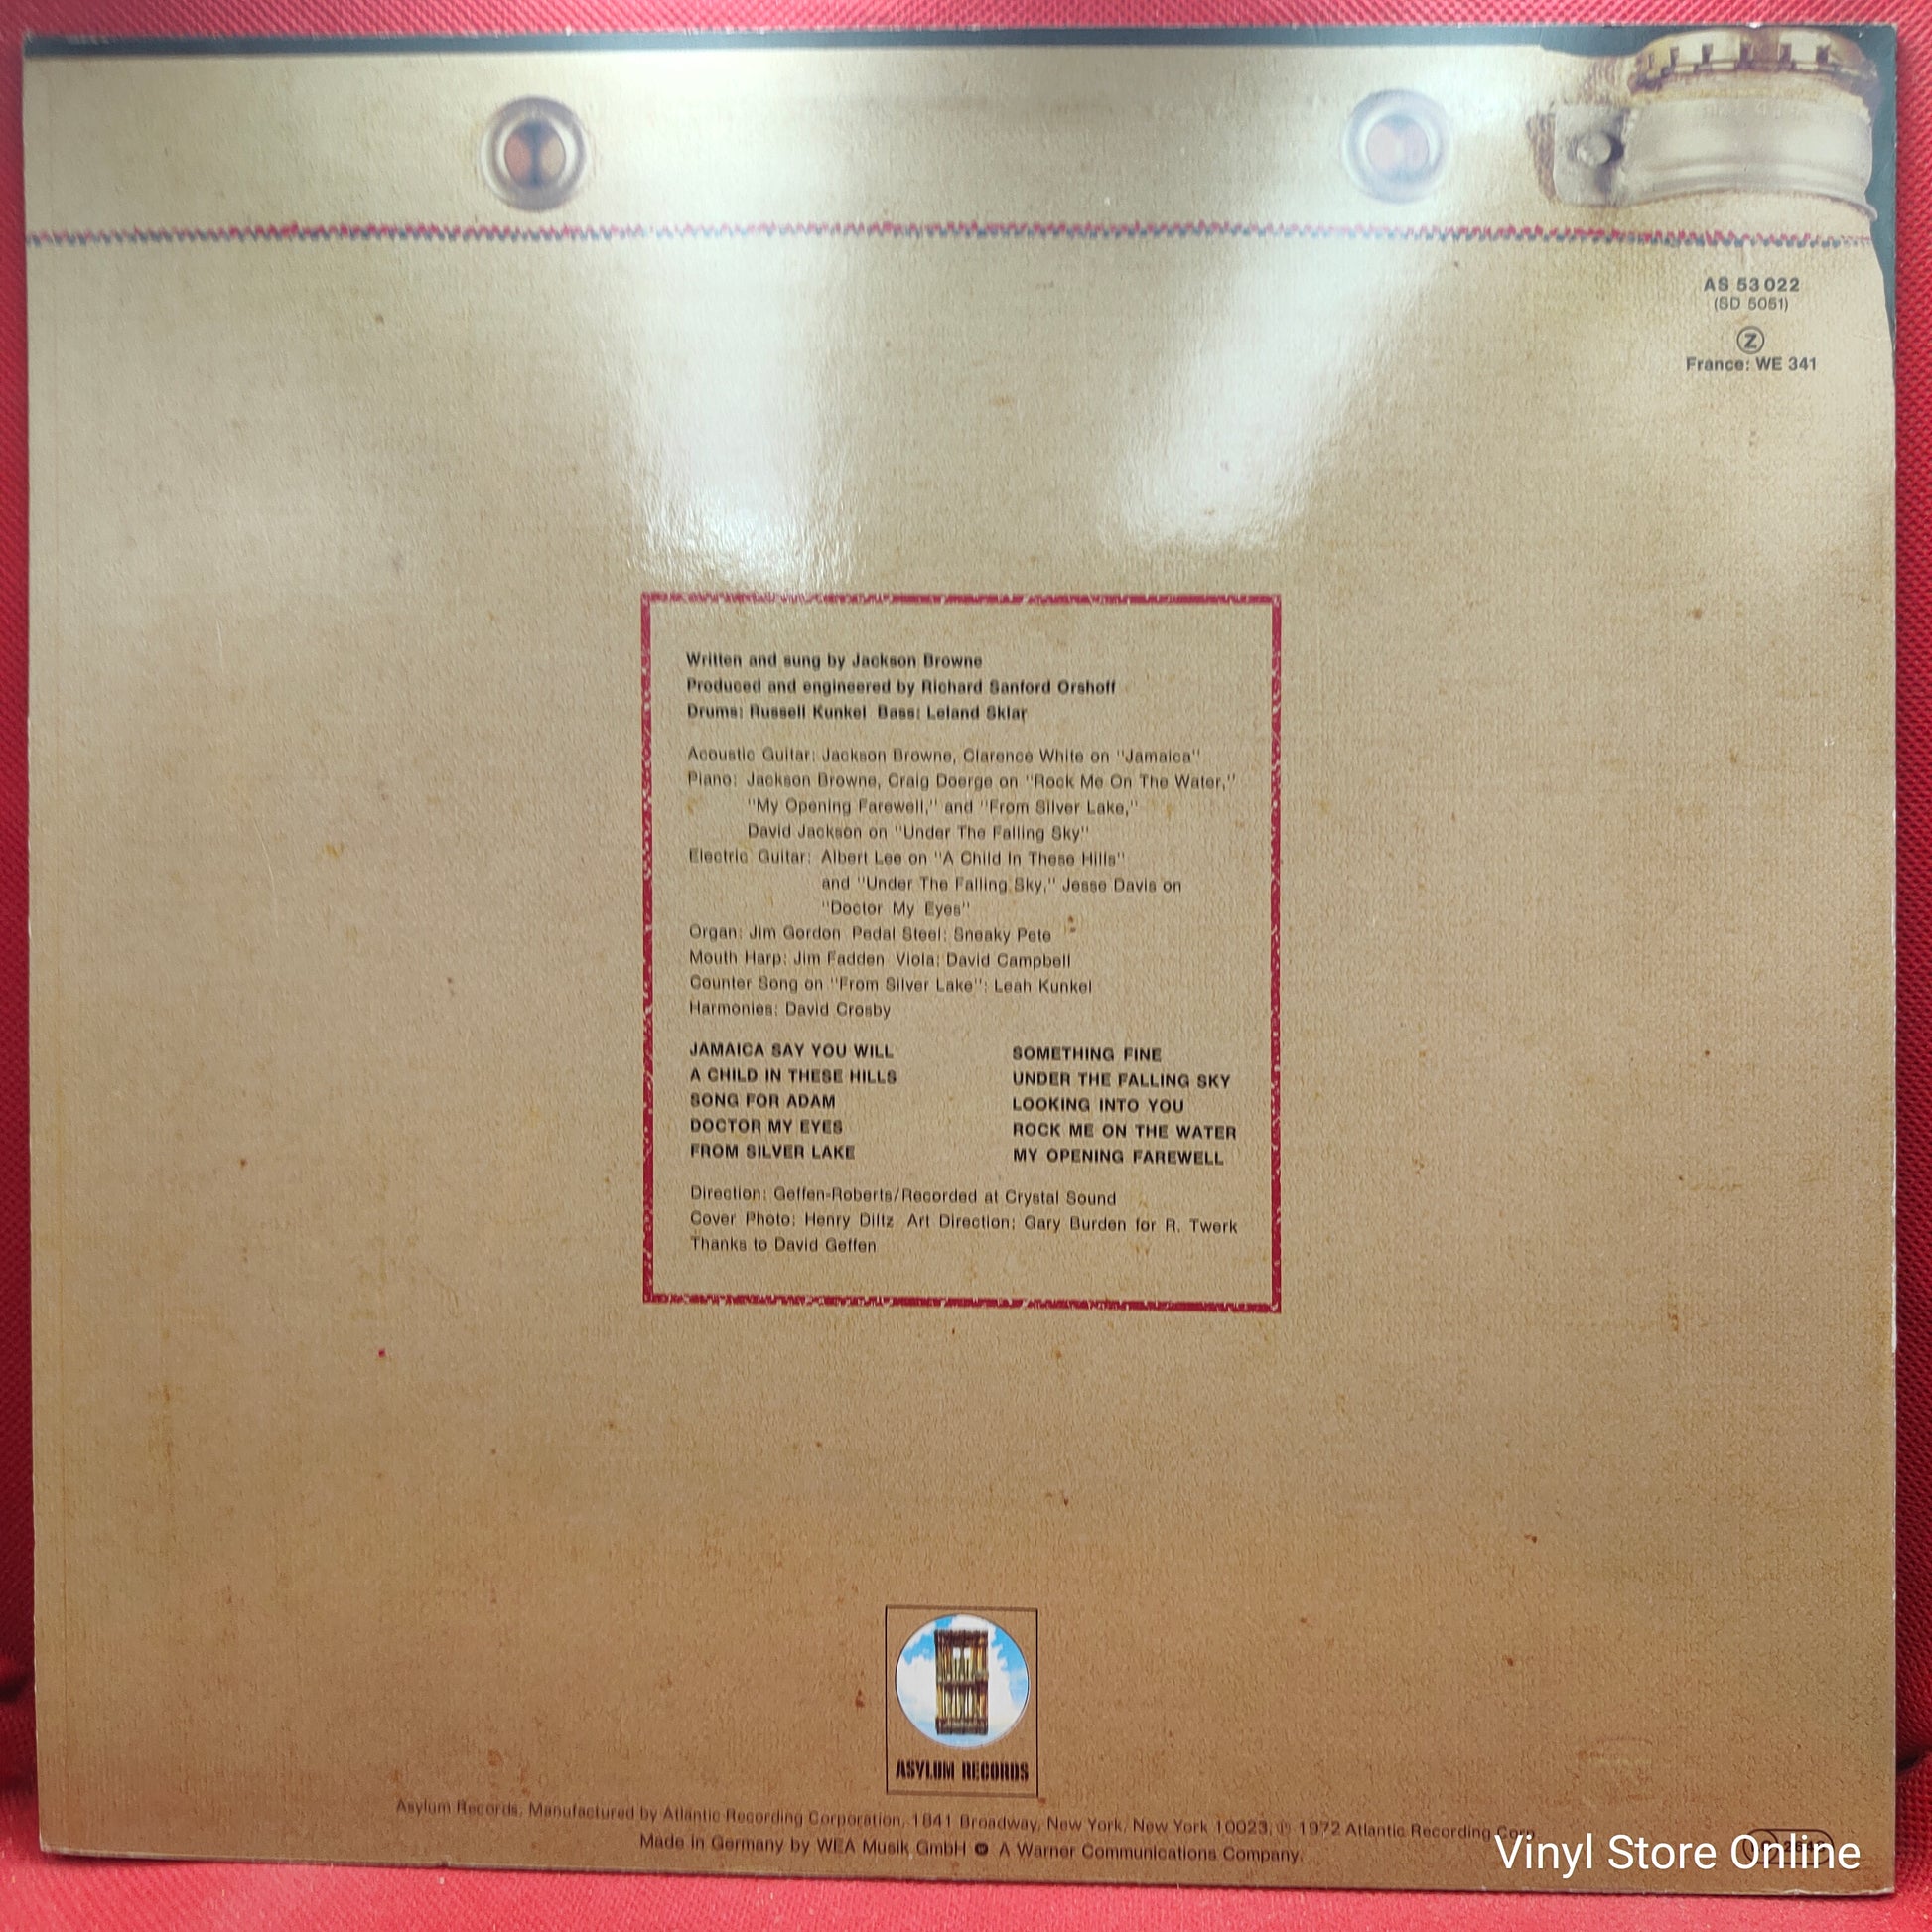 AS 53 022
(SD 5051)
Z
France: WE 341
Written and sung by Jackson Browne
Produced and engineered by Richard Sanford Orshoff
Drums: Russell Kunkel Bass: Leland Sklar
Acoustic Guitar: Jackson Browne, Clarence White on "Jamaica"
Piano: Jackson Browne, Craig Doerge on "Rock Me On The Water,"
"My Opening Farewell," and "From Silver Lake,"
David Jackson on "Under The Falling Sky"
Electric Guitar: Albert Lee on "A Child In These Hills"
and "Under The Falling Sky," Jesse Davis on
"Doctor My Eyes"
Organ: Jim Gordon Pedal Steel: Sneaky Pete
Mouth Harp: Jim Fadden Viola: David Campbell
Counter Song on "From Silver Lake": Leah Kunkel
Harmonies: David Crosby
JAMAICA SAY YOU WILL
A CHILD IN THESE HILLS
SONG FOR ADAM
DOCTOR MY EYES
FROM SILVER LAKE
SOMETHING FINE
UNDER THE FALLING SKY
LOOKING INTO YOU
ROCK ME ON THE WATER
MY OPENING FAREWELL
Direction: Geffen-Roberts/Recorded at Crystal Sound
Cover Photo: Henry Diltz Art Direction: Gary Burden for R. Twerk
Thanks to David Geffen
ASYLUM RECORDS
Asylum Records, Manufactured by Atlantic Recording Corporation, 1841 Broadway, New York, New York 10023. ℗ 1972 Atlantic Recording Corp.
Made in Germany by WEA Musik GmbH A Warner Communications Company.
Vinyl Store Online